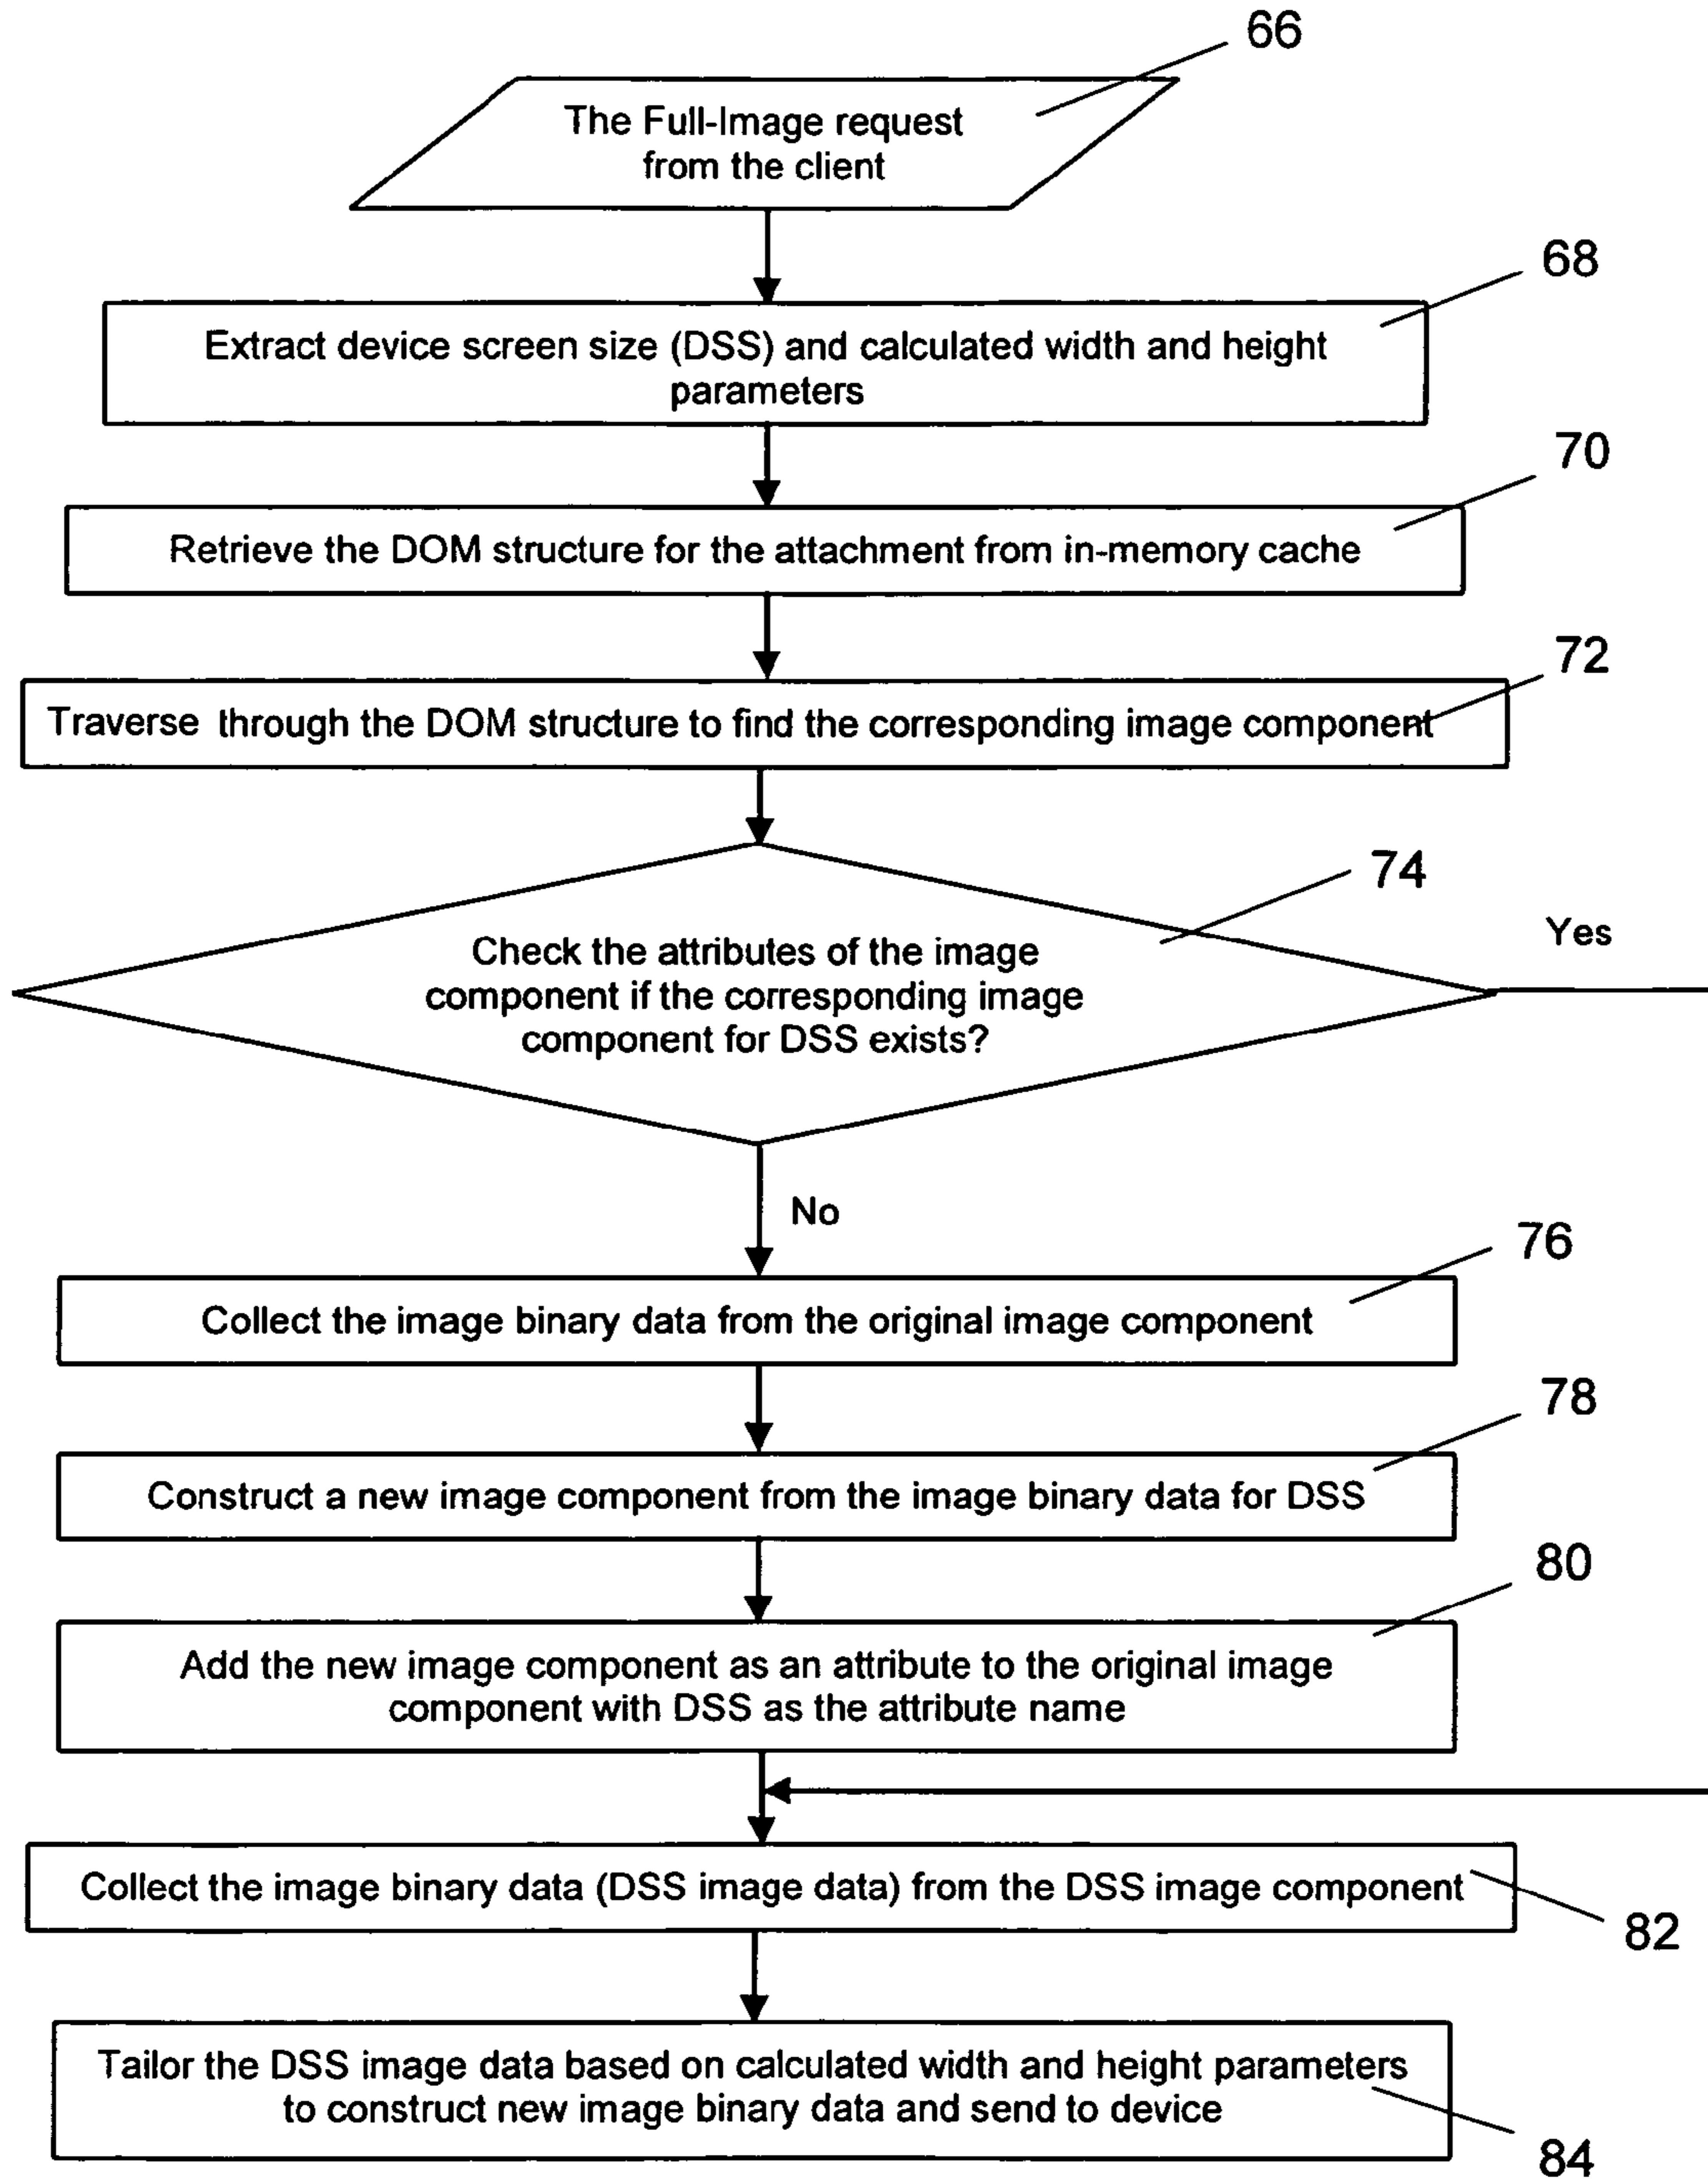 66
The Full-Image request
from the client
68
Extract device screen size (DSS) and calculated width and height
parameters
70
Retrieve the DOM structure for the attachment from in-memory cache
72
Traverse through the DOM structure to find the corresponding image component
74
Yes
Check the attributes of the image
component if the corresponding image
component for DSS exists?
No
76
Collect the image binary data from the original image component
78
Construct a new image component from the image binary data for DSS
80
Add the new image component as an attribute to the original image
component with DSS as the attribute name
Collect the image binary data (DSS image data) from the DSS image component
82
Tailor the DSS image data based on calculated width and height parameters
to construct new image binary data and send to device
84